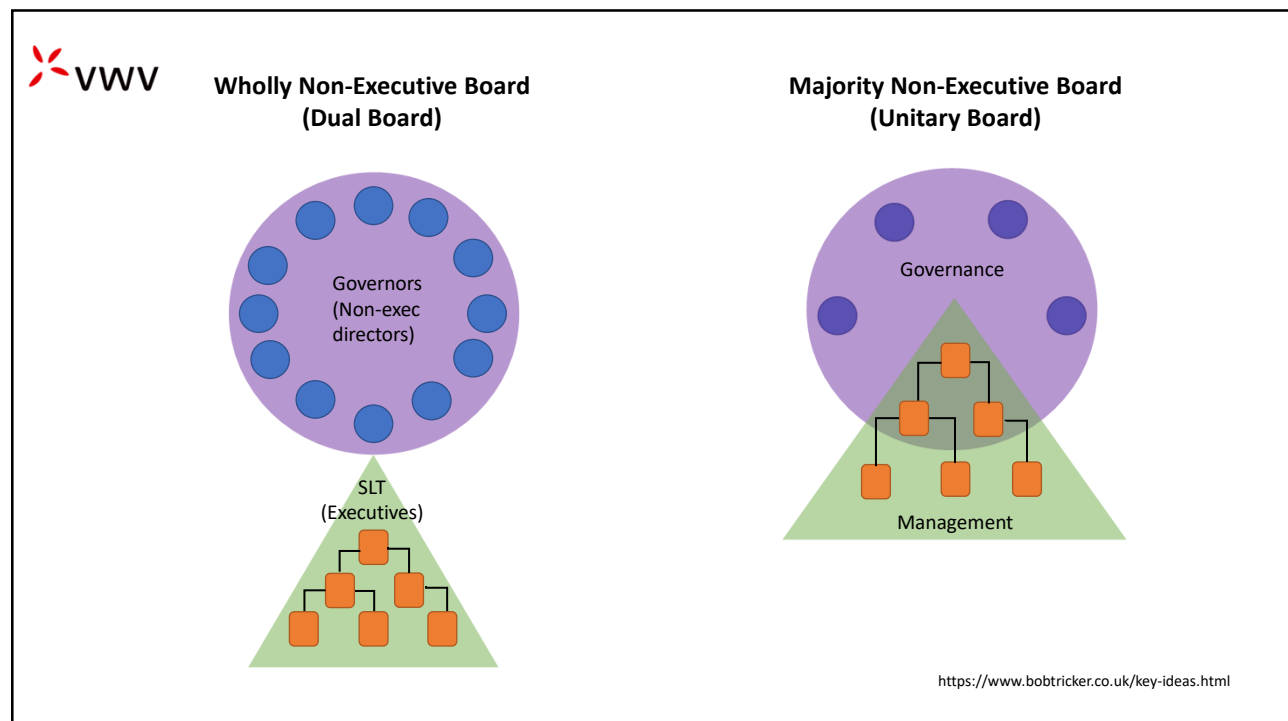 VWV
Wholly Non-Executive Board
(Dual Board)
Governors
(Non-exec
directors)
SLT
(Executives)
Majority Non-Executive Board
(Unitary Board)
Governance
Management
https://www.bobtricker.co.uk/key-ideas.html